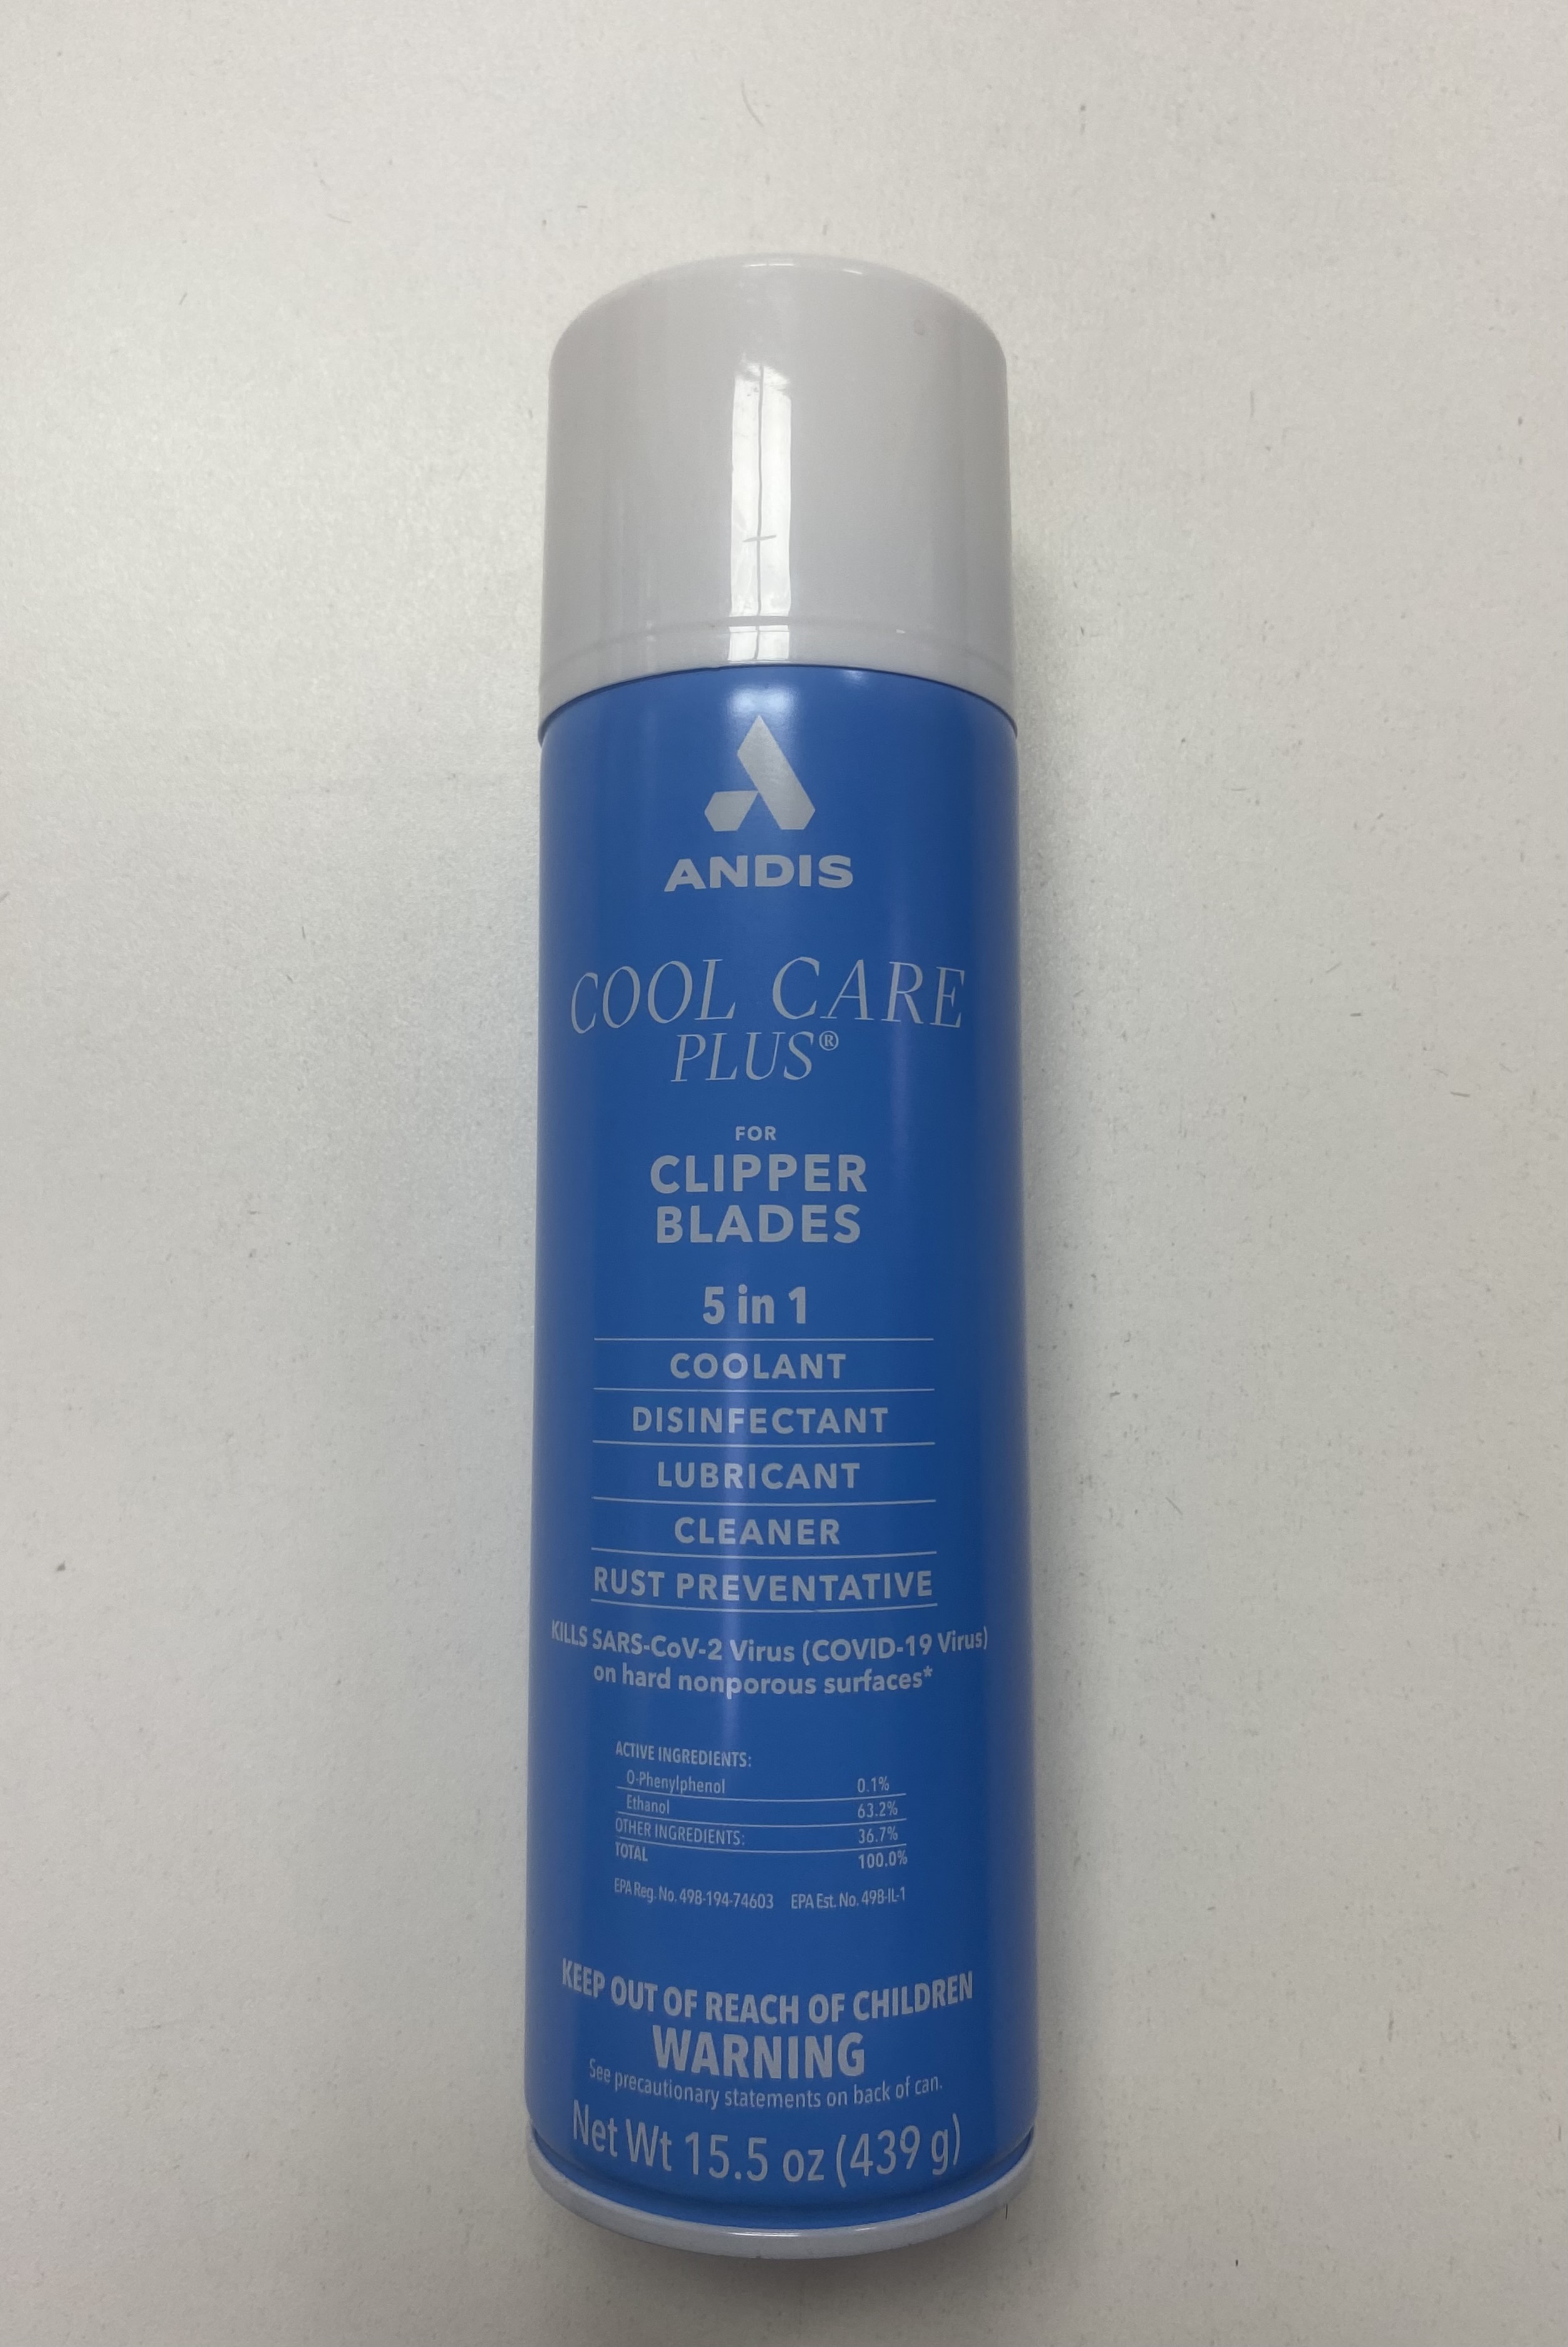 ANDIS
COOL CARE
PLUS®
FOR
CLIPPER
BLADES
5 in 1
COOLANT
DISINFECTANT
LUBRICANT
CLEANER
RUST PREVENTATIVE
KILLS SARS-CoV-2 Virus (COVID-19 Virus)
on hard nonporous surfaces*
ACTIVE INGREDIENTS:
O-Phenylphenol 0.1%
Ethanol 63.2%
OTHER INGREDIENTS: 36.7%
TOTAL 100.0%
EPA Reg. No. 498-194-74603 EPA Est. No. 498-IL-1
KEEP OUT OF REACH OF CHILDREN
WARNING
See precautionary statements on back of can.
Net Wt 15.5 oz (439 g)